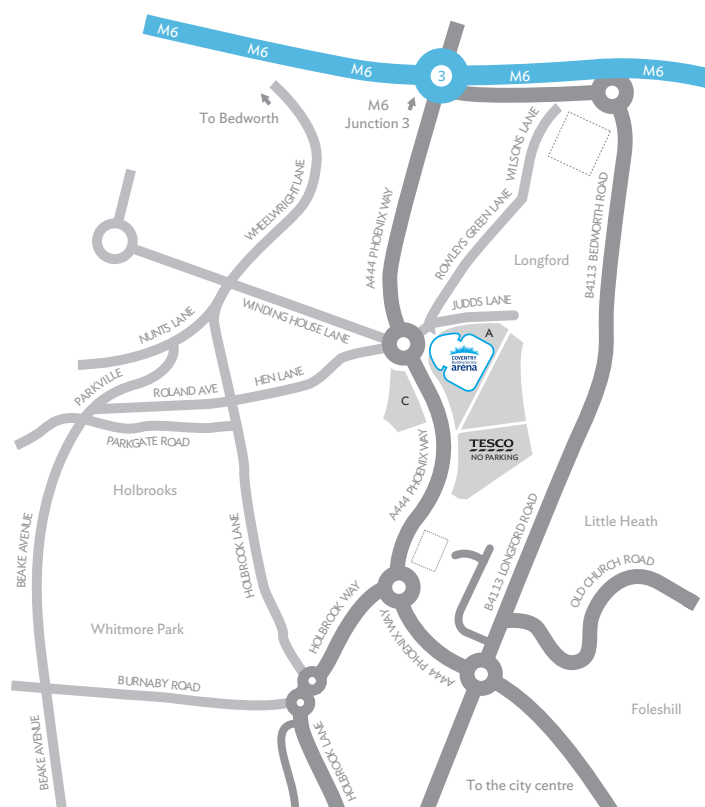 M6
M6
M6
3
M6
M6
To Bedworth
M6
Junction 3
WILSONS LANE
WHEELWRIGHT LANE
A444 PHOENIX WAY
ROWLEYS GREEN LANE
B4113 BEDWORTH ROAD
Longford
WINDING HOUSE LANE
JUDDS LANE
NUNTS LANE
A
COVENTRY
Building Society
arena
PARKVILLE
ROLAND AVE
HEN LANE
C
PARKGATE ROAD
TESCO
NO PARKING
A444 PHOENIX WAY
Holbrooks
BEAKE AVENUE
HOLBROOK LANE
B4113 LONGFORD ROAD
Little Heath
OLD CHURCH ROAD
HOLBROOK WAY
Whitmore Park
A444 PHOENIX WAY
BURNABY ROAD
Foleshill
BEAKE AVENUE
HOLBROOK LANE
To the city centre